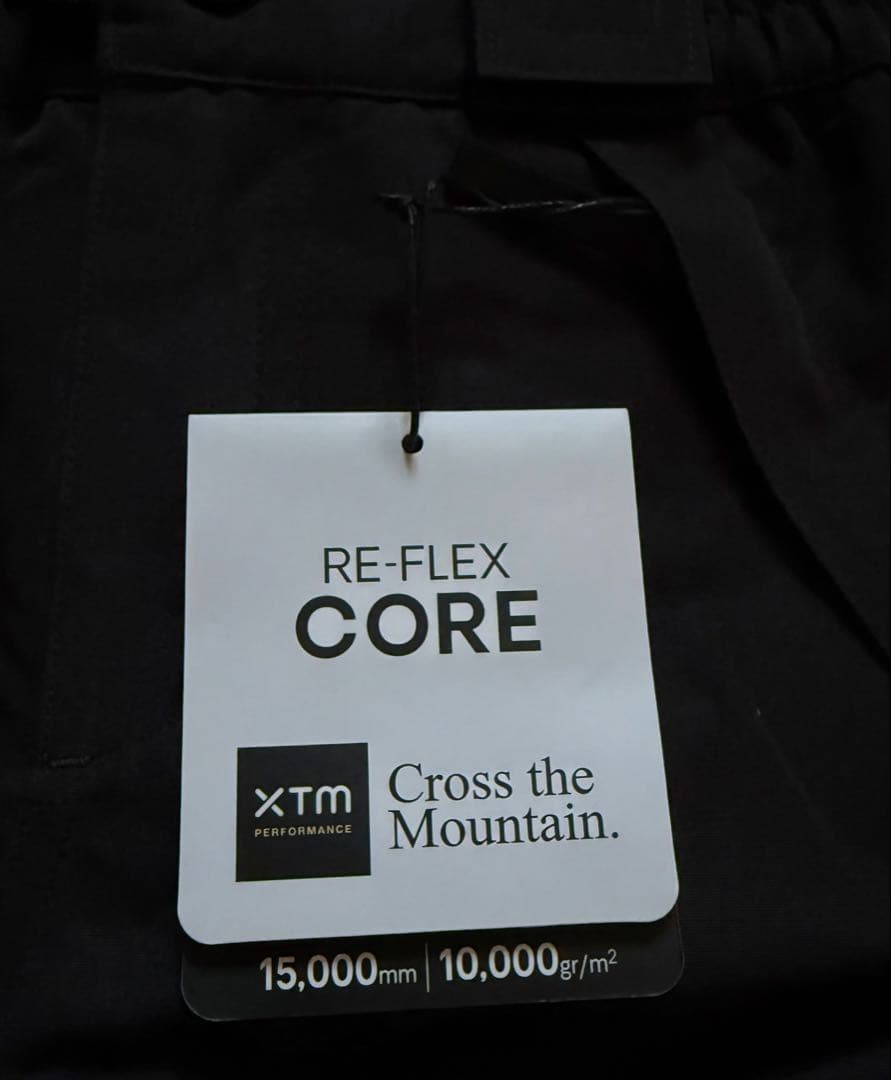 RE-FLEX
CORE
XTM
PERFORMANCE
Cross the
Mountain.
15,000mm | 10,000gr/m²